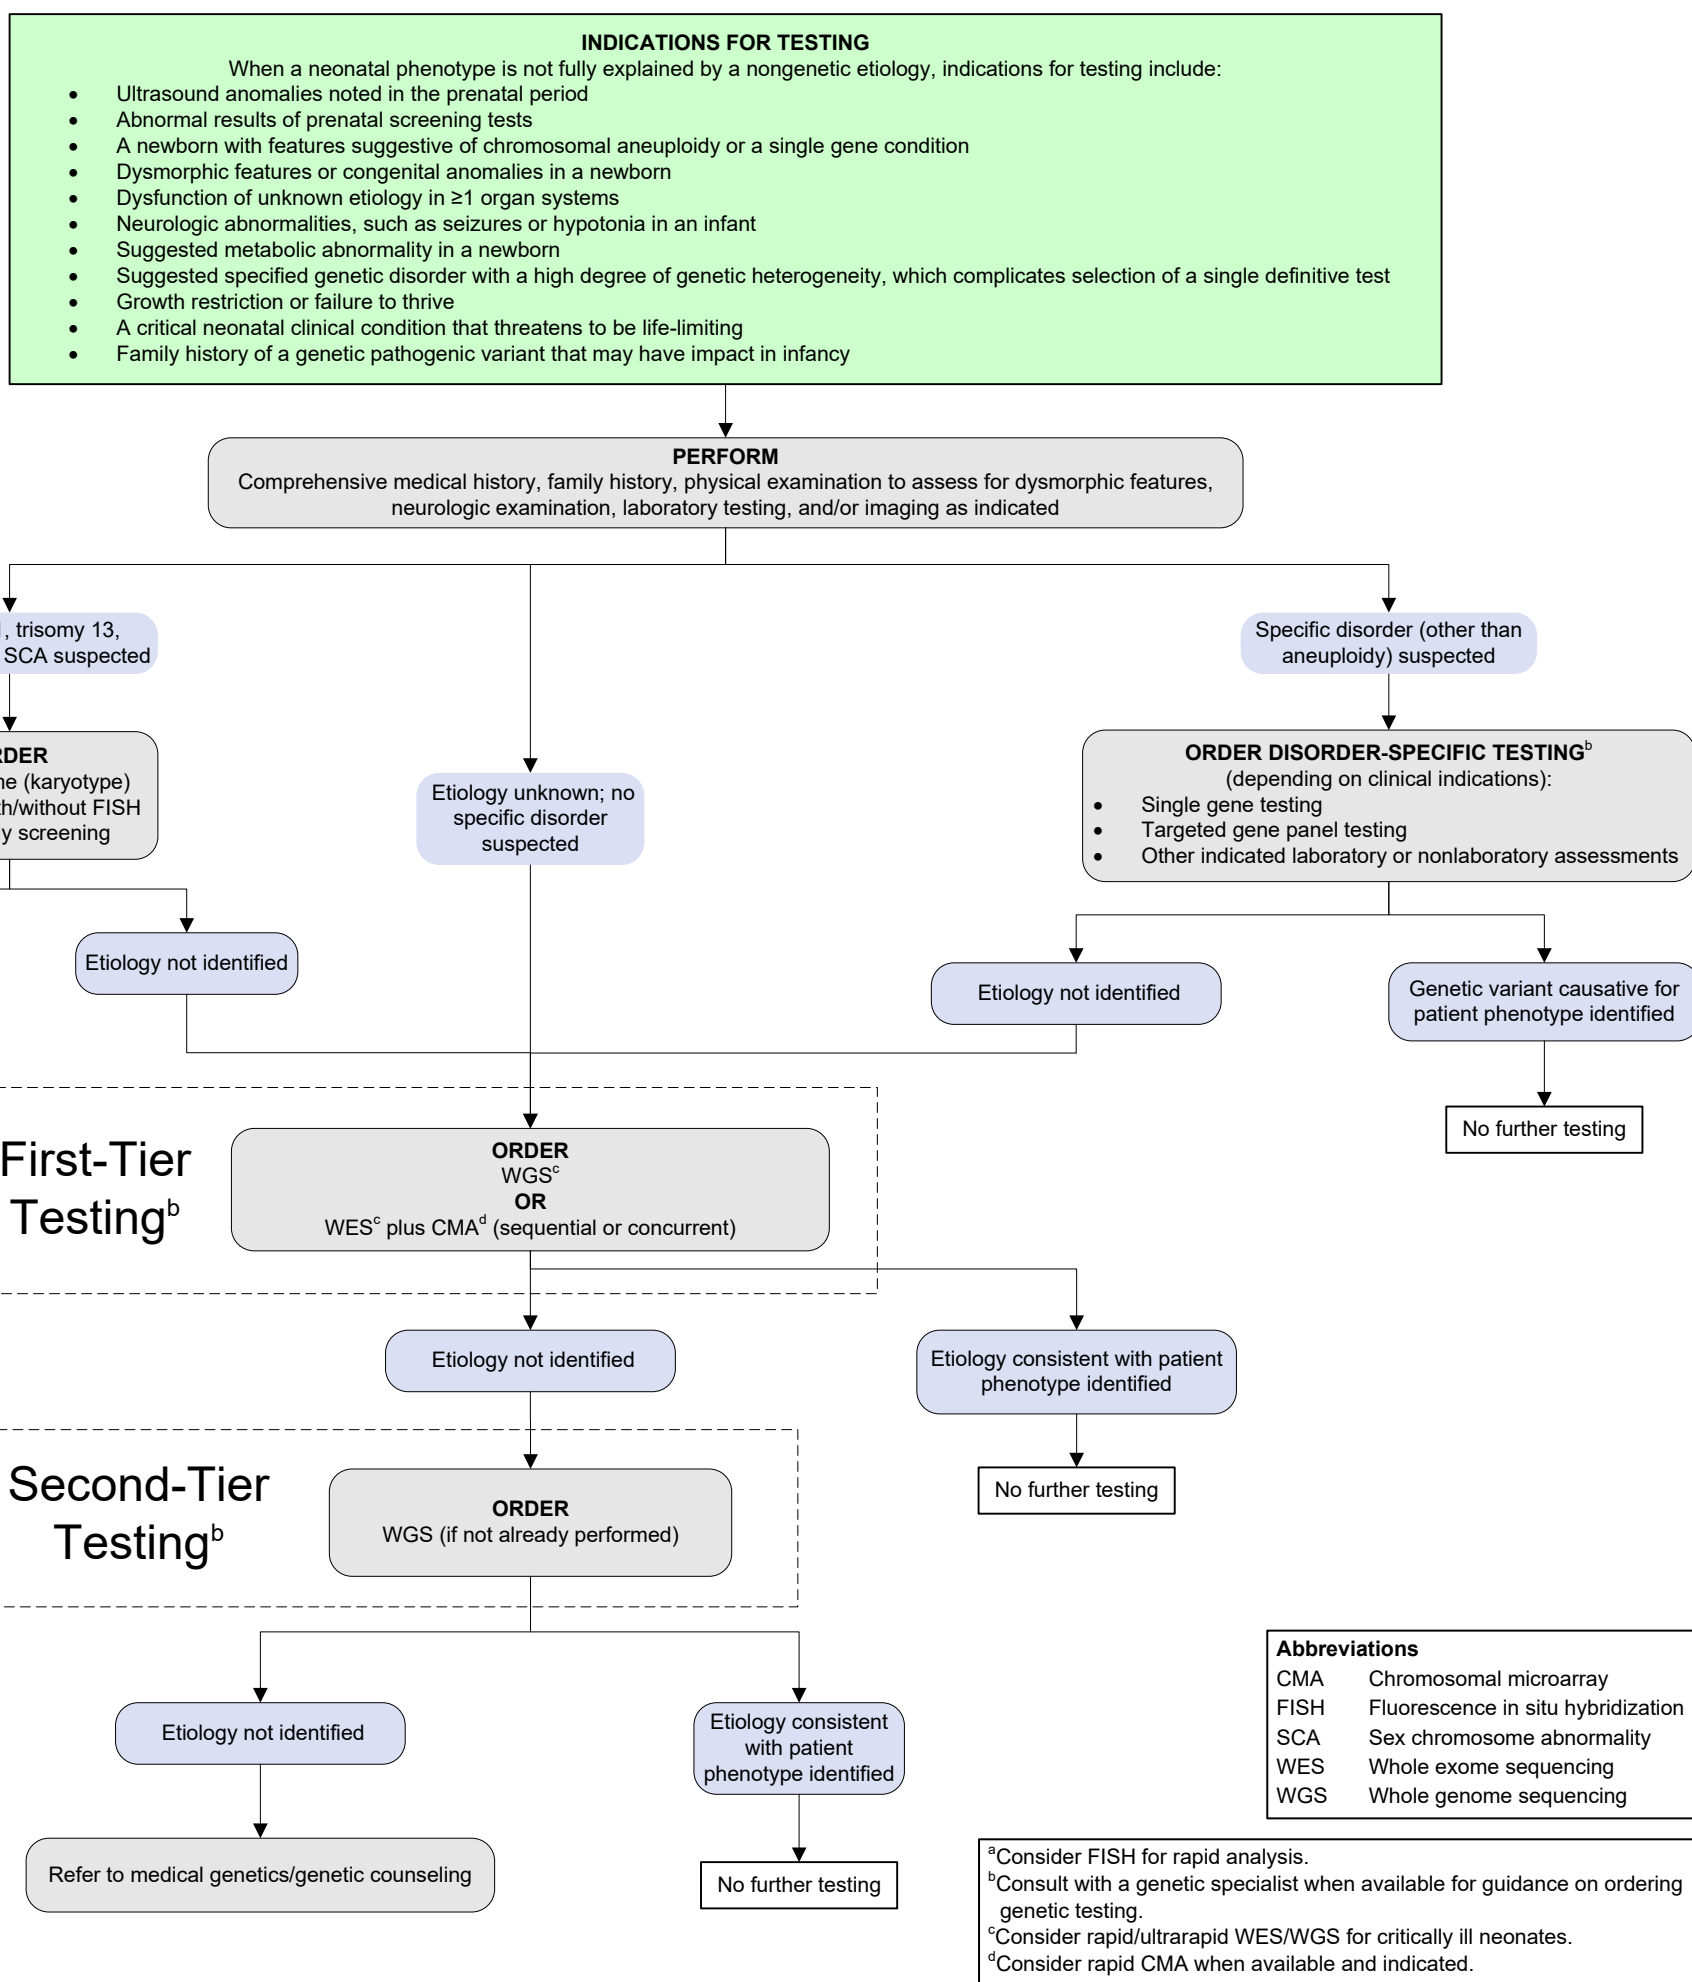 INDICATIONS FOR TESTING
When a neonatal phenotype is not fully explained by a nongenetic etiology, indications for testing include:
• Ultrasound anomalies noted in the prenatal period
• Abnormal results of prenatal screening tests
• A newborn with features suggestive of chromosomal aneuploidy or a single gene condition
• Dysmorphic features or congenital anomalies in a newborn
• Dysfunction of unknown etiology in ≥1 organ systems
• Neurologic abnormalities, such as seizures or hypotonia in an infant
• Suggested metabolic abnormality in a newborn
• Suggested specified genetic disorder with a high degree of genetic heterogeneity, which complicates selection of a single definitive test
• Growth restriction or failure to thrive
• A critical neonatal clinical condition that threatens to be life-limiting
• Family history of a genetic pathogenic variant that may have impact in infancy
PERFORM
Comprehensive medical history, family history, physical examination to assess for dysmorphic features,
neurologic examination, laboratory testing, and/or imaging as indicated
, trisomy 13,
SCA suspected
Specific disorder (other than
aneuploidy) suspected
(karyotype)
FISH
screening
Etiology unknown; no
specific disorder
suspected
ORDER DISORDER-SPECIFIC TESTINGᵇ
(depending on clinical indications):
• Single gene testing
• Targeted gene panel testing
• Other indicated laboratory or nonlaboratory assessments
Etiology not identified
Etiology not identified
Genetic variant causative for
patient phenotype identified
No further testing
First-Tier
Testingᵇ
ORDER
WGSᶜ
OR
WESᶜ plus CMAᵈ (sequential or concurrent)
Etiology not identified
Etiology consistent with patient
phenotype identified
No further testing
Second-Tier
Testingᵇ
ORDER
WGS (if not already performed)
Etiology not identified
Etiology consistent
with patient
phenotype identified
Refer to medical genetics/genetic counseling
No further testing
Abbreviations
CMA Chromosomal microarray
FISH Fluorescence in situ hybridization
SCA Sex chromosome abnormality
WES Whole exome sequencing
WGS Whole genome sequencing
ᵃConsider FISH for rapid analysis.
ᵇConsult with a genetic specialist when available for guidance on ordering
genetic testing.
ᶜConsider rapid/ultrarapid WES/WGS for critically ill neonates.
ᵈConsider rapid CMA when available and indicated.